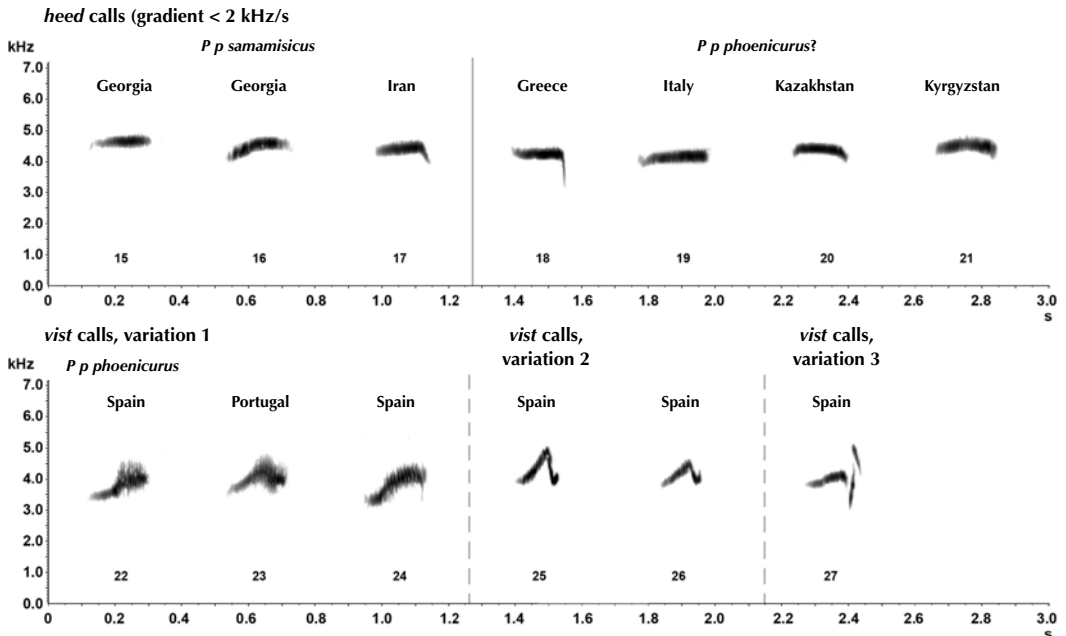 heed calls (gradient < 2 kHz/s
kHz
P p samamisicus
P p phoenicurus?
7.0
Georgia Georgia Iran Greece Italy Kazakhstan Kyrgyzstan
6.0
5.0
4.0
3.0
2.0
1.0
15 16 17 18 19 20 21
0.0
0 0.2 0.4 0.6 0.8 1.0 1.2 1.4 1.6 1.8 2.0 2.2 2.4 2.6 2.8 3.0
s
vist calls, variation 1
vist calls,
variation 2
vist calls,
variation 3
kHz
P p phoenicurus
7.0
Spain Portugal Spain Spain Spain Spain
6.0
5.0
4.0
3.0
2.0
1.0
22 23 24 25 26 27
0.0
0 0.2 0.4 0.6 0.8 1.0 1.2 1.4 1.6 1.8 2.0 2.2 2.4 2.6 2.8 3.0
s